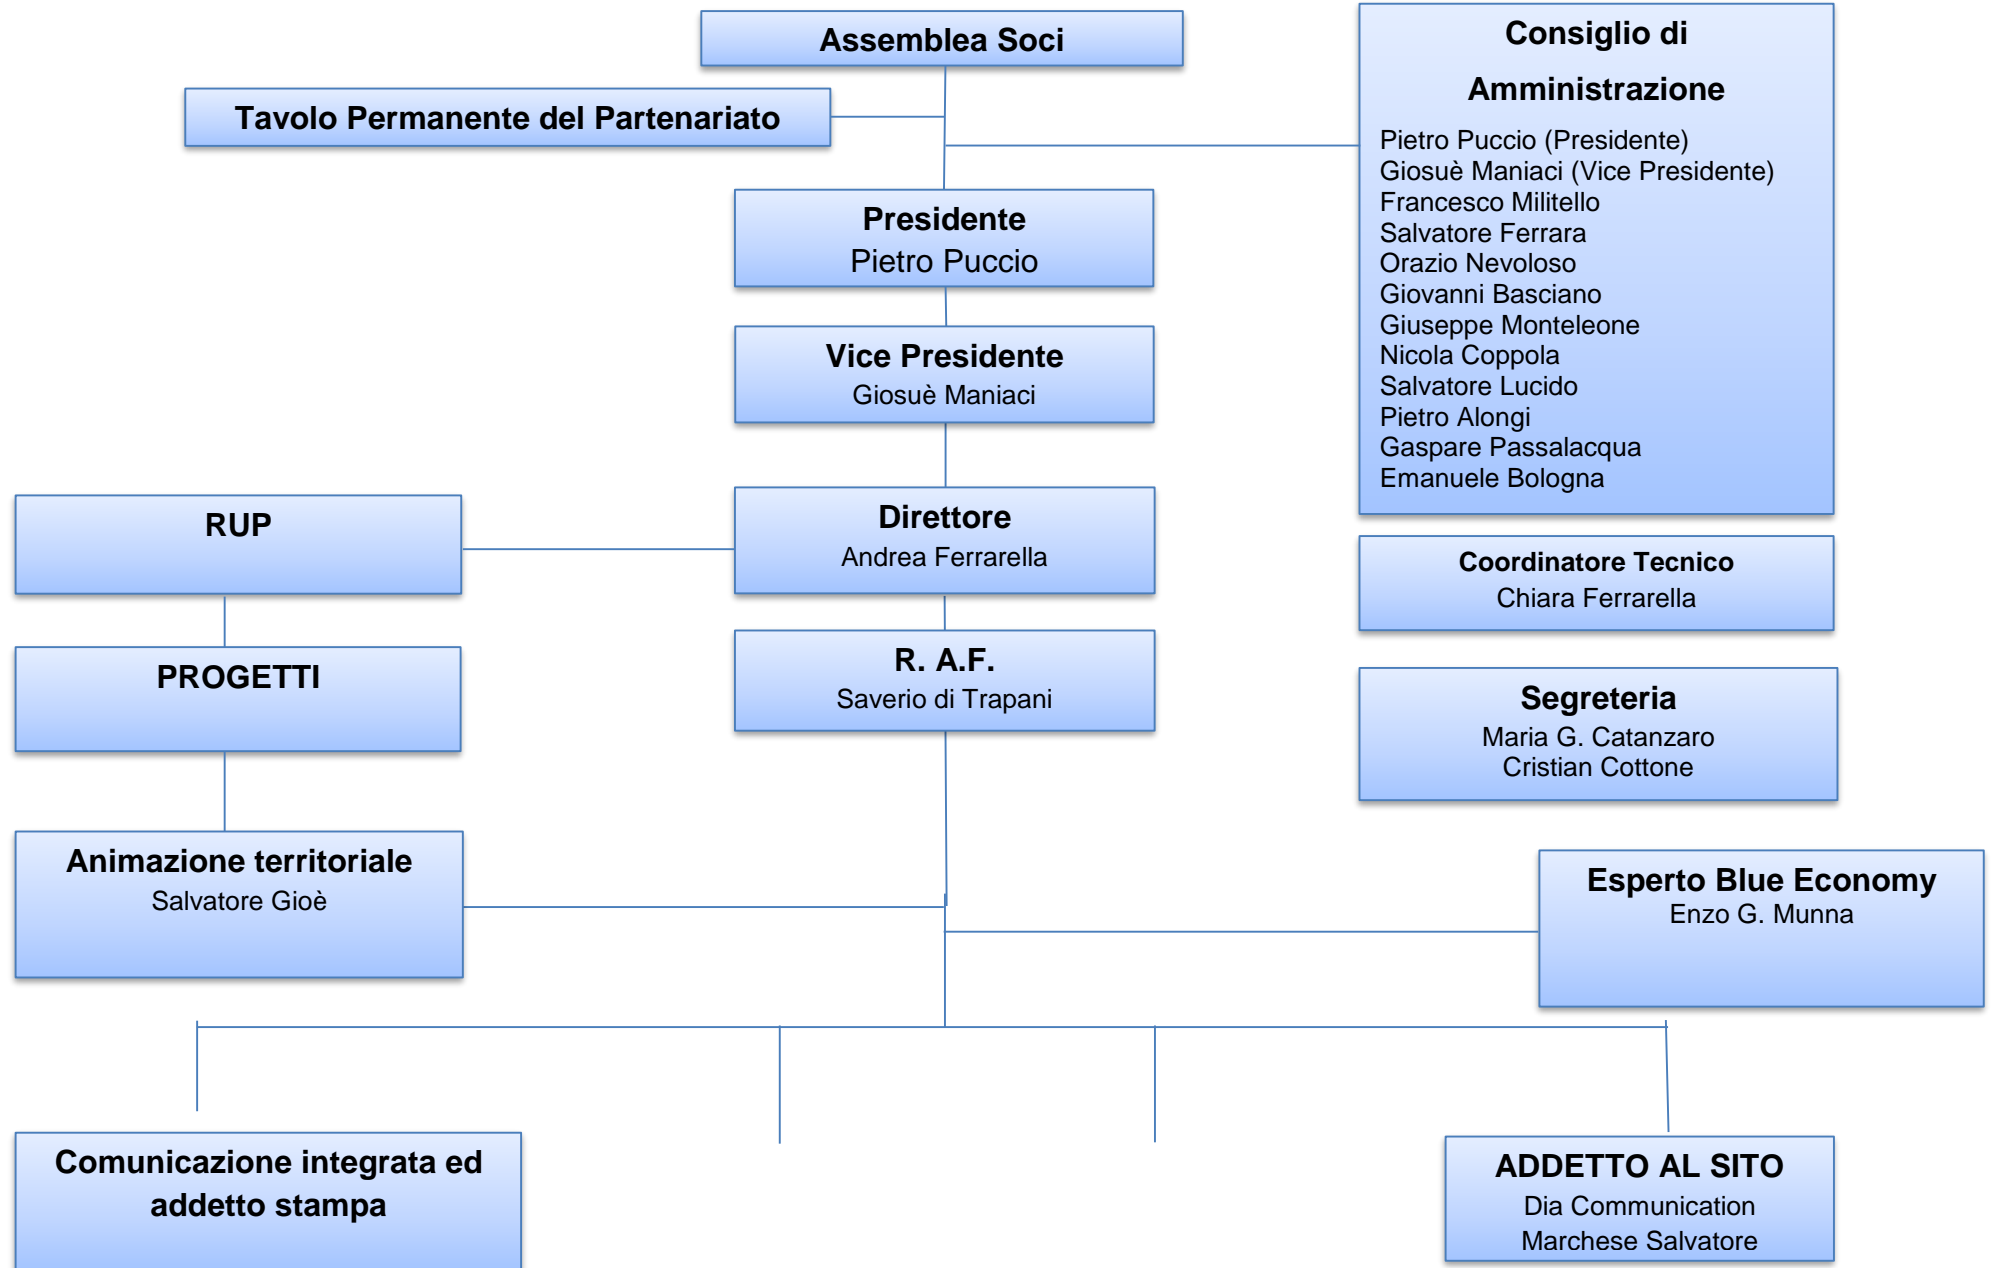 Assemblea Soci
Tavolo Permanente del Partenariato
Consiglio di
Amministrazione
Pietro Puccio (Presidente)
Giosuè Maniaci (Vice Presidente)
Francesco Militello
Salvatore Ferrara
Orazio Nevoloso
Giovanni Basciano
Giuseppe Monteleone
Nicola Coppola
Salvatore Lucido
Pietro Alongi
Gaspare Passalacqua
Emanuele Bologna
Presidente
Pietro Puccio
Vice Presidente
Giosuè Maniaci
RUP
Direttore
Andrea Ferrarella
Coordinatore Tecnico
Chiara Ferrarella
PROGETTI
R. A.F.
Saverio di Trapani
Segreteria
Maria G. Catanzaro
Cristian Cottone
Animazione territoriale
Salvatore Gioè
Esperto Blue Economy
Enzo G. Munna
Comunicazione integrata ed
addetto stampa
ADDETTO AL SITO
Dia Communication
Marchese Salvatore